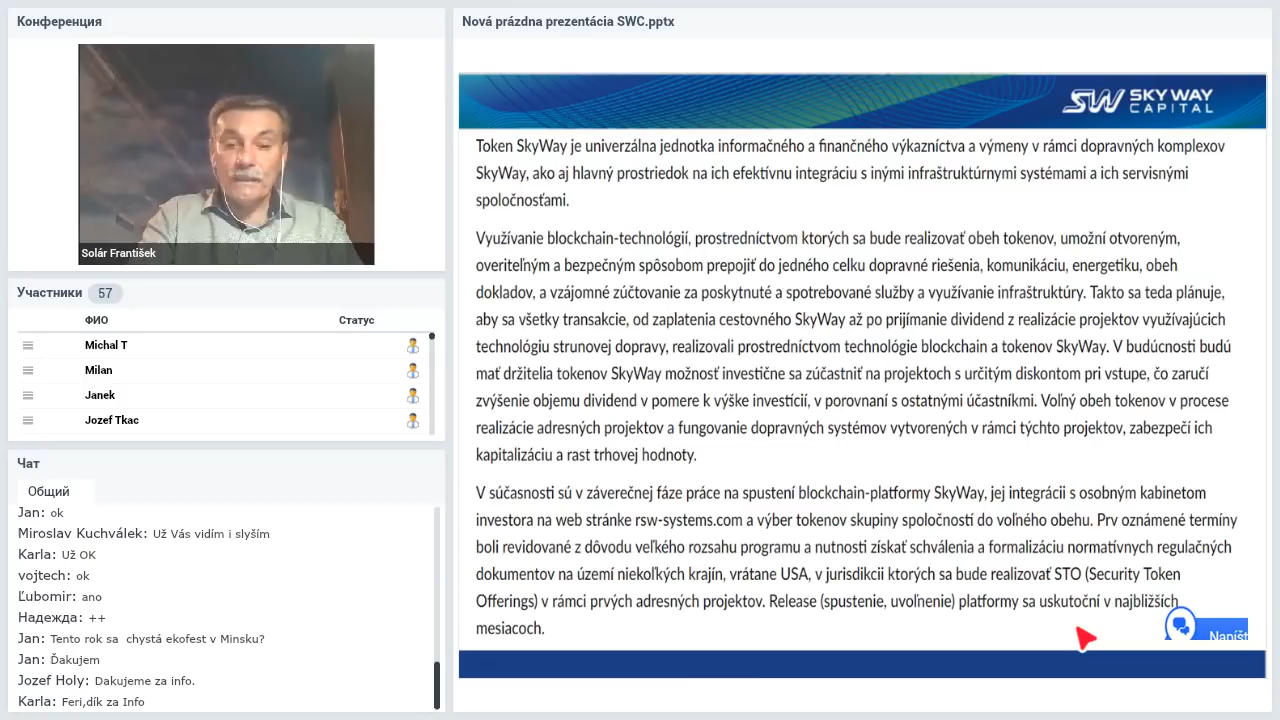 Конференция
Solár František
Участники 57
ФИО Статус
Michal T
Milan
Janek
Jozef Tkac
Чат
Общий
Jan: ok
Miroslav Kuchválek: Už Vás vidím i slyším
Karla: Už OK
vojtech: ok
Ľubomir: ano
Надежда: ++
Jan: Tento rok sa chystá ekofest v Minsku?
Jan: Ďakujem
Jozef Holy: Dakujeme za info.
Karla: Feri,dík za Info
Nová prázdna prezentácia SWC.pptx
SW SKY WAY
CAPITAL
Token SkyWay je univerzálna jednotka informačného a finančného výkazníctva a výmeny v rámci dopravných komplexov
SkyWay, ako aj hlavný prostriedok na ich efektívnu integráciu s inými infraštruktúrnymi systémami a ich servisnými
spoločnosťami.
Využívanie blockchain-technológií, prostredníctvom ktorých sa bude realizovať obeh tokenov, umožní otvoreným,
overiteľným a bezpečným spôsobom prepojiť do jedného celku dopravné riešenia, komunikáciu, energetiku, obeh
dokladov, a vzájomné zúčtovanie za poskytnuté a spotrebované služby a využívanie infraštruktúry. Takto sa teda plánuje,
aby sa všetky transakcie, od zaplatenia cestovného SkyWay až po prijímanie dividend z realizácie projektov využívajúcich
technológiu strunovej dopravy, realizovali prostredníctvom technológie blockchain a tokenov SkyWay. V budúcnosti budú
mať držitelia tokenov SkyWay možnosť investične sa zúčastniť na projektoch s určitým diskontom pri vstupe, čo zaručí
zvýšenie objemu dividend v pomere k výške investícií, v porovnaní s ostatnými účastníkmi. Voľný obeh tokenov v procese
realizácie adresných projektov a fungovanie dopravných systémov vytvorených v rámci týchto projektov, zabezpečí ich
kapitalizáciu a rast trhovej hodnoty.
V súčasnosti sú v záverečnej fáze práce na spustení blockchain-platformy SkyWay, jej integrácii s osobným kabinetom
investora na web stránke rsw-systems.com a výber tokenov skupiny spoločností do voľného obehu. Prv oznámené termíny
boli revidované z dôvodu veľkého rozsahu programu a nutnosti získať schválenia a formalizáciu normatívnych regulačných
dokumentov na území niekoľkých krajín, vrátane USA, v jurisdikcii ktorých sa bude realizovať STO (Security Token
Offerings) v rámci prvých adresných projektov. Release (spustenie, uvoľnenie) platformy sa uskutoční v najbližších
mesiacoch.
Napíšt